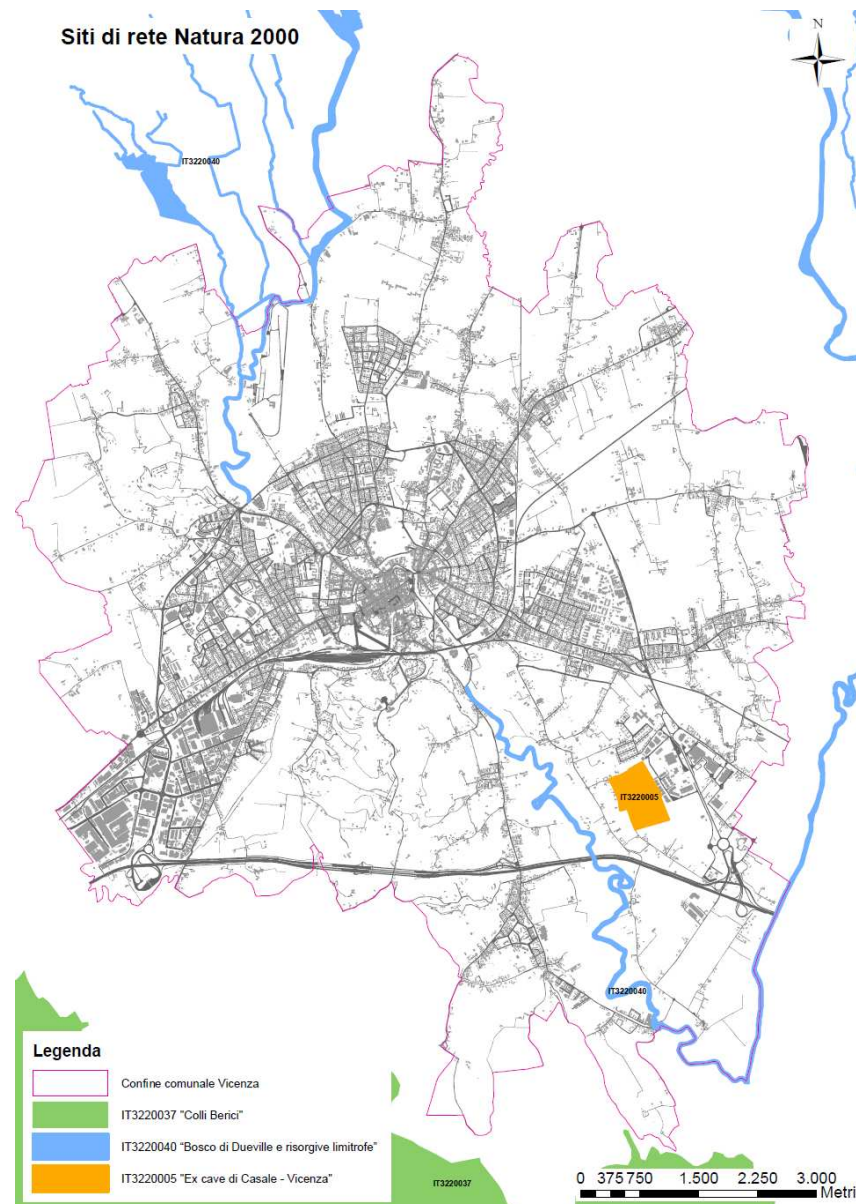 Siti di rete Natura 2000
N
IT3220040
IT3220005
IT3220040
Legenda
Confine comunale Vicenza
IT3220037 "Colli Berici"
IT3220040 "Bosco di Dueville e risorgive limitrofe"
IT3220005 "Ex cave di Casale - Vicenza"
IT3220037
0 375 750 1.500 2.250 3.000
Metri